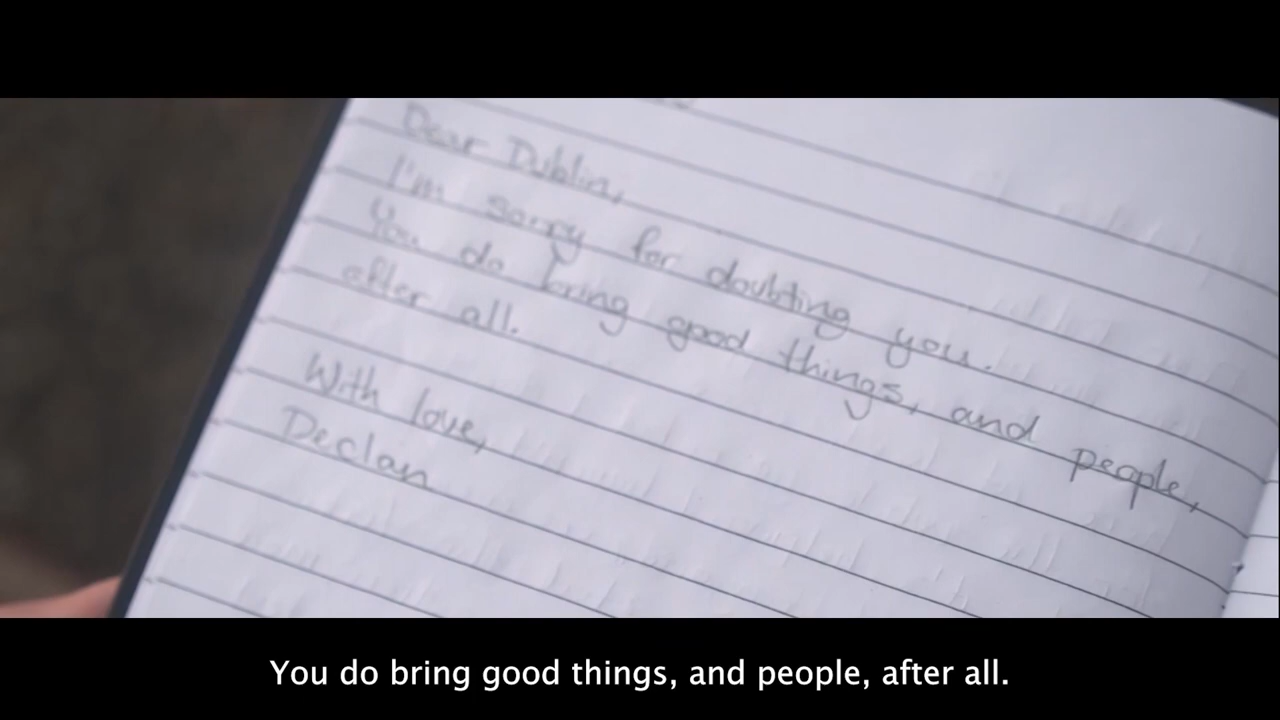 Dear Dublin,
I'm sorry for doubting you.
You do bring good things, and people,
after all.
With love,
Declan
You do bring good things, and people, after all.